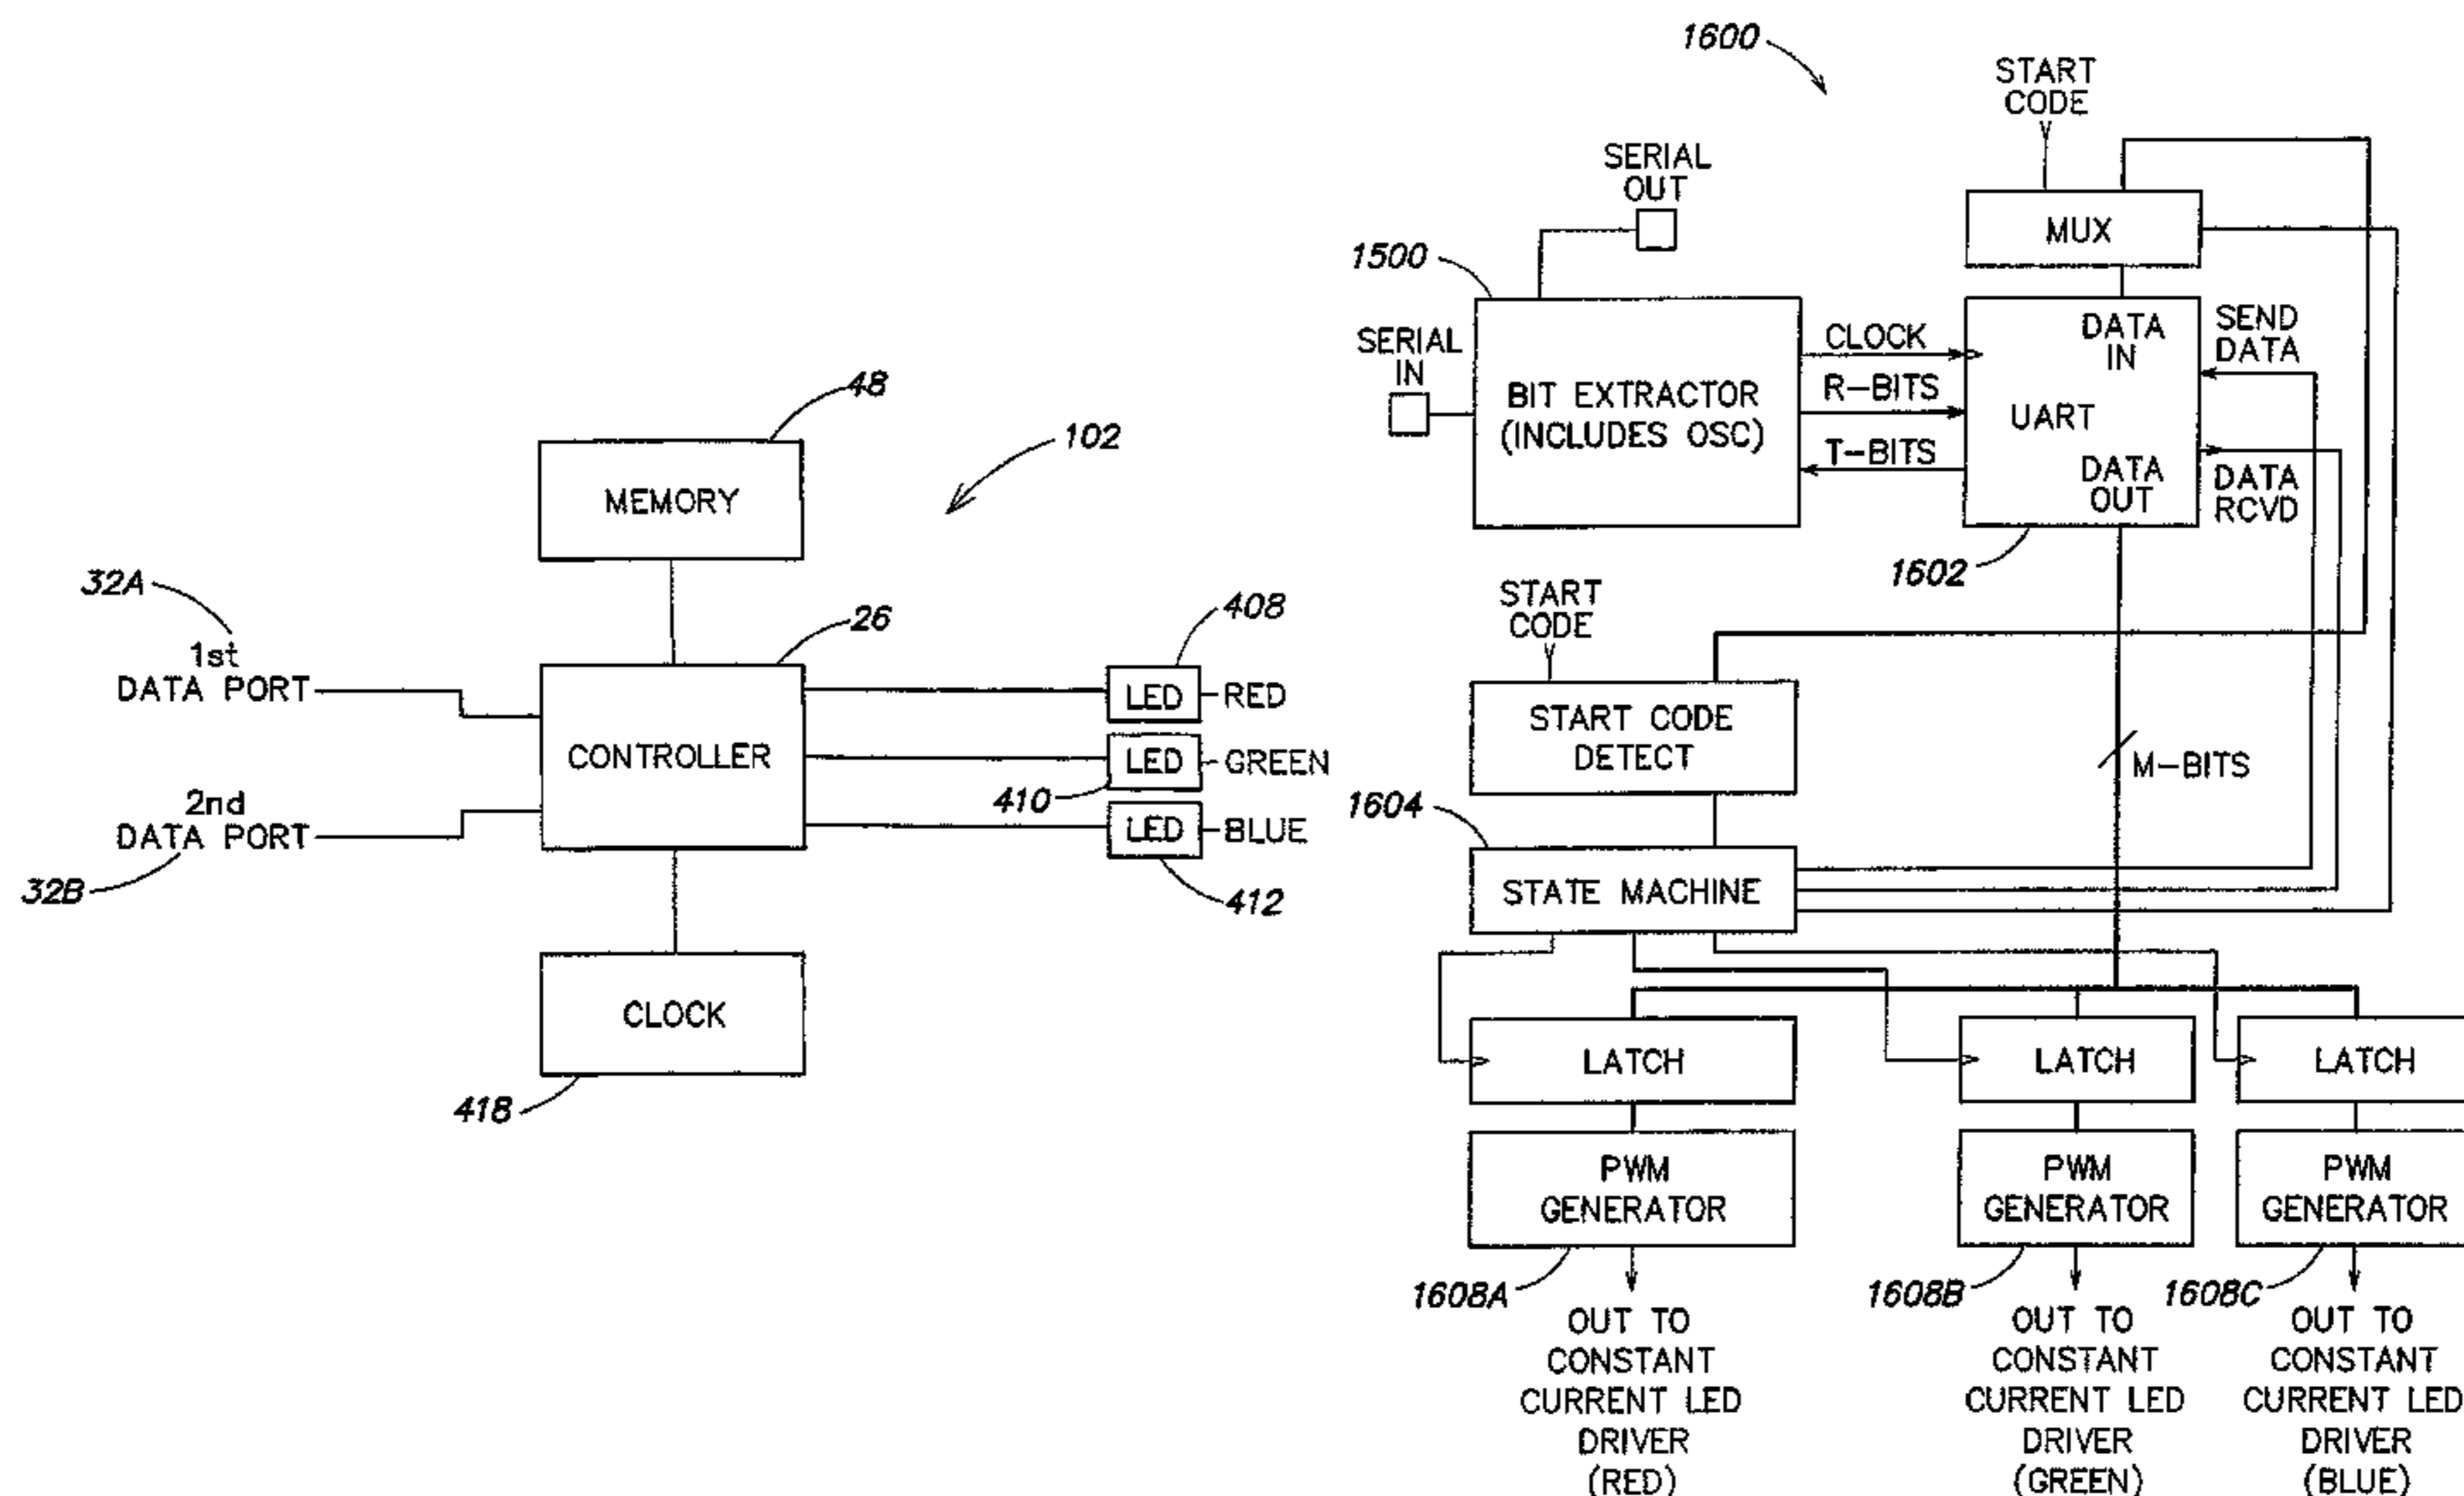 48
MEMORY
102
32A
1st
DATA PORT
26
CONTROLLER
408
LED
RED
LED
GREEN
410
2nd
DATA PORT
32B
LED
BLUE
412
CLOCK
418
1600
START
CODE
MUX
SERIAL
OUT
1500
SERIAL
IN
BIT EXTRACTOR
(INCLUDES OSC)
CLOCK
R-BITS
T-BITS
DATA
IN
UART
DATA
OUT
SEND
DATA
DATA
RCVD
1602
START
CODE
START CODE
DETECT
M-BITS
1604
STATE MACHINE
LATCH
LATCH
LATCH
PWM
GENERATOR
PWM
GENERATOR
PWM
GENERATOR
1608A
1608B
1608C
OUT TO
CONSTANT
CURRENT LED
DRIVER
(RED)
OUT TO
CONSTANT
CURRENT LED
DRIVER
(GREEN)
OUT TO
CONSTANT
CURRENT LED
DRIVER
(BLUE)